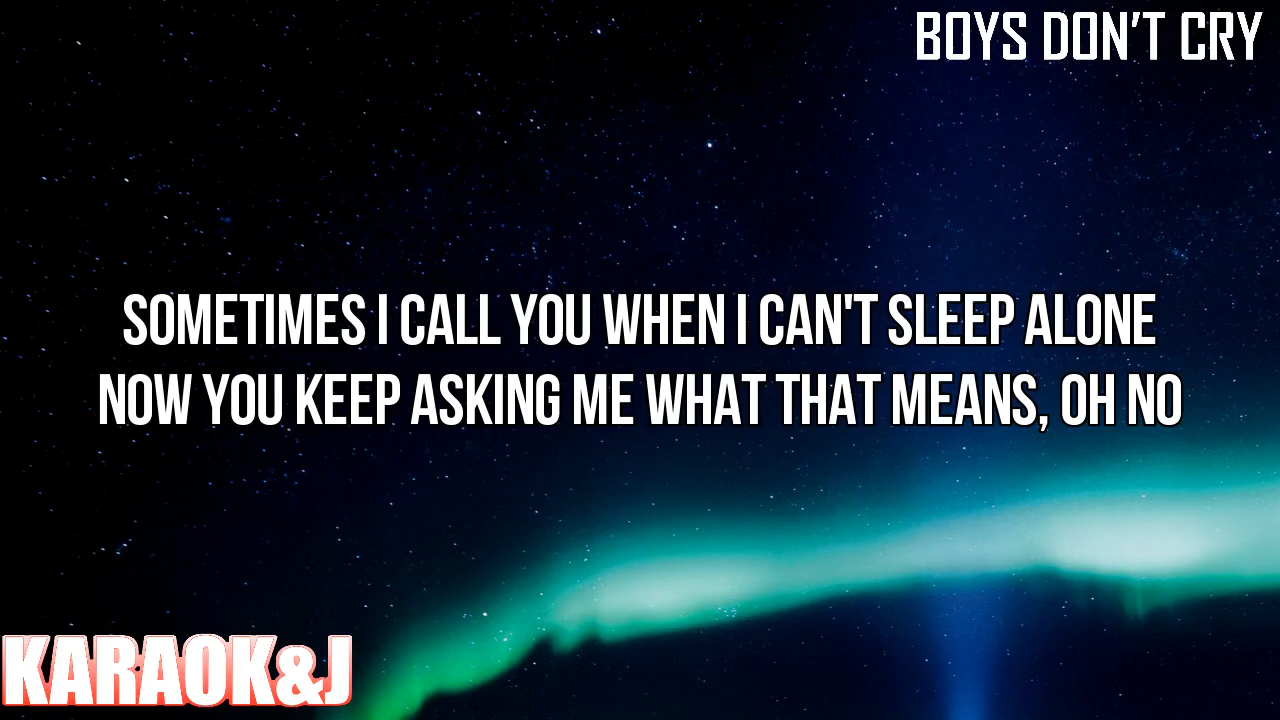 BOYS DON'T CRY
SOMETIMES I CALL YOU WHEN I CAN'T SLEEP ALONE
NOW YOU KEEP ASKING ME WHAT THAT MEANS, OH NO
KARAOK&J